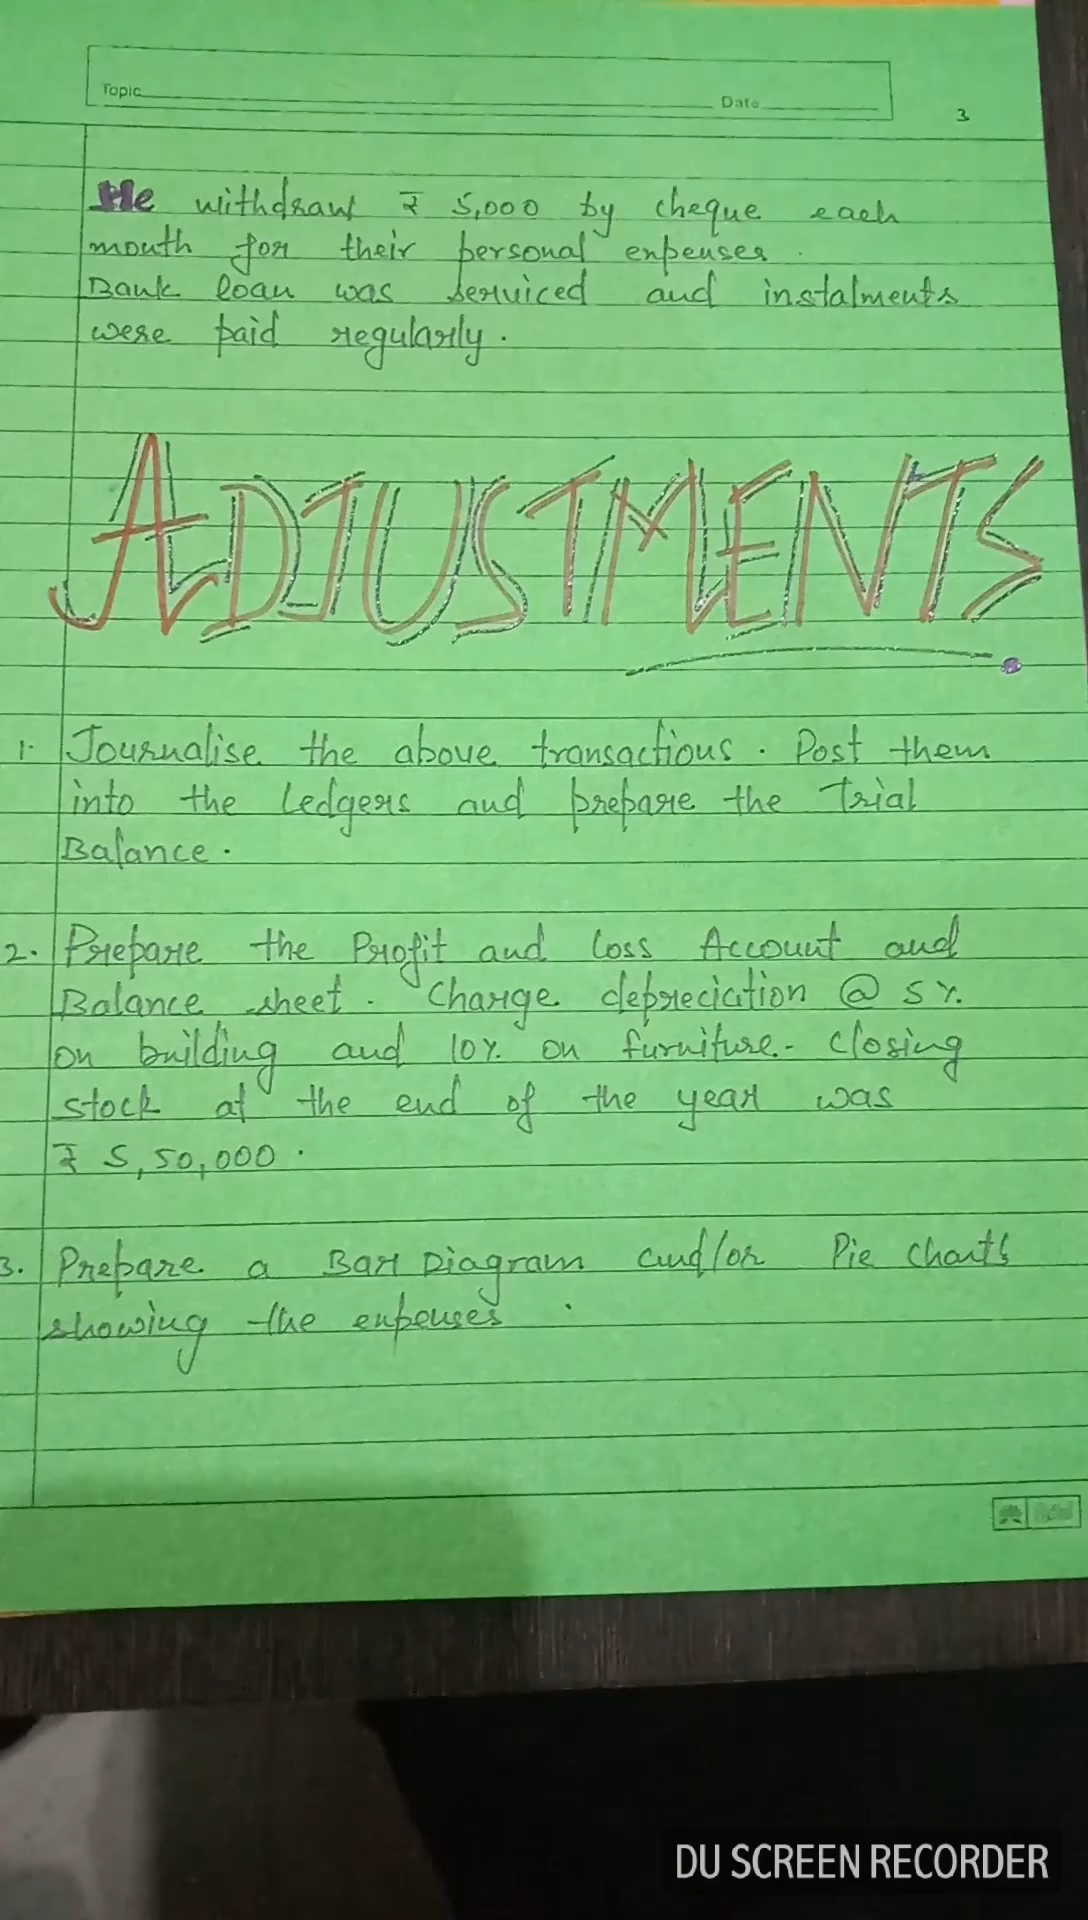 Topic
Date
3
He withdraw ₹ 5,000 by cheque each
mouth for their personal expenses.
Bank loan was serviced and instalments
were paid regularly.
ADJUSTMENTS
1. Journalise the above transactions. Post them
into the ledgers and prepare the Trial
Balance.
2. Prepare the Profit and Loss Account and
Balance sheet. Charge depreciation @ 5%
on building and 10% on furniture. Closing
stock at the end of the year was
₹ 5,50,000.
3. Prepare a Bar Diagram and/or Pie charts
showing the expenses.
DU SCREEN RECORDER